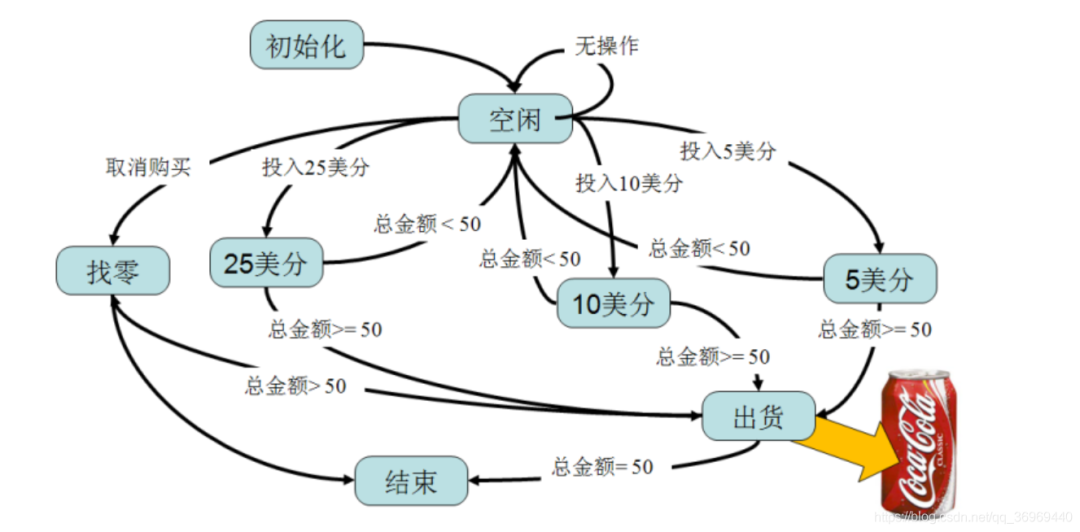 初始化
无操作
空闲
取消购买
投入25美分
投入10美分
投入5美分
总金额 < 50
总金额<50
总金额< 50
找零
25美分
10美分
5美分
总金额>= 50
总金额>= 50
总金额>= 50
总金额> 50
出货
总金额= 50
结束
Coca-Cola
CLASSIC
https://blog.csdn.net/qq_36969440